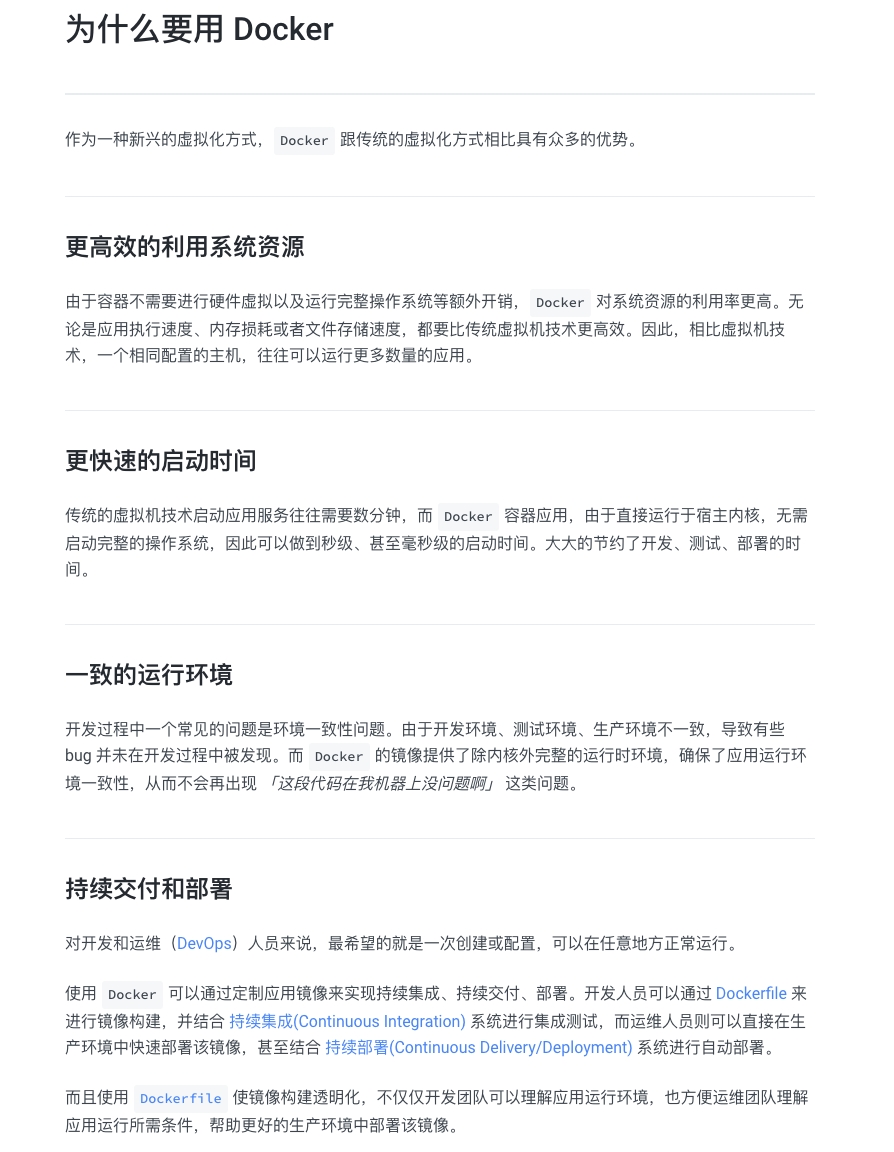 为什么要用 Docker
作为一种新兴的虚拟化方式， Docker 跟传统的虚拟化方式相比具有众多的优势。
更高效的利用系统资源
由于容器不需要进行硬件虚拟以及运行完整操作系统等额外开销， Docker 对系统资源的利用率更高。无
论是应用执行速度、内存损耗或者文件存储速度，都要比传统虚拟机技术更高效。因此，相比虚拟机技
术，一个相同配置的主机，往往可以运行更多数量的应用。
更快速的启动时间
传统的虚拟机技术启动应用服务往往需要数分钟，而 Docker 容器应用，由于直接运行于宿主内核，无需
启动完整的操作系统，因此可以做到秒级、甚至毫秒级的启动时间。大大的节约了开发、测试、部署的时
间。
一致的运行环境
开发过程中一个常见的问题是环境一致性问题。由于开发环境、测试环境、生产环境不一致，导致有些
bug 并未在开发过程中被发现。而 Docker 的镜像提供了除内核外完整的运行时环境，确保了应用运行环
境一致性，从而不会再出现 「这段代码在我机器上没问题啊」 这类问题。
持续交付和部署
对开发和运维（DevOps）人员来说，最希望的就是一次创建或配置，可以在任意地方正常运行。
使用 Docker 可以通过定制应用镜像来实现持续集成、持续交付、部署。开发人员可以通过 Dockerfile 来
进行镜像构建，并结合 持续集成(Continuous Integration) 系统进行集成测试，而运维人员则可以直接在生
产环境中快速部署该镜像，甚至结合 持续部署(Continuous Delivery/Deployment) 系统进行自动部署。
而且使用 Dockerfile 使镜像构建透明化，不仅仅开发团队可以理解应用运行环境，也方便运维团队理解
应用运行所需条件，帮助更好的生产环境中部署该镜像。